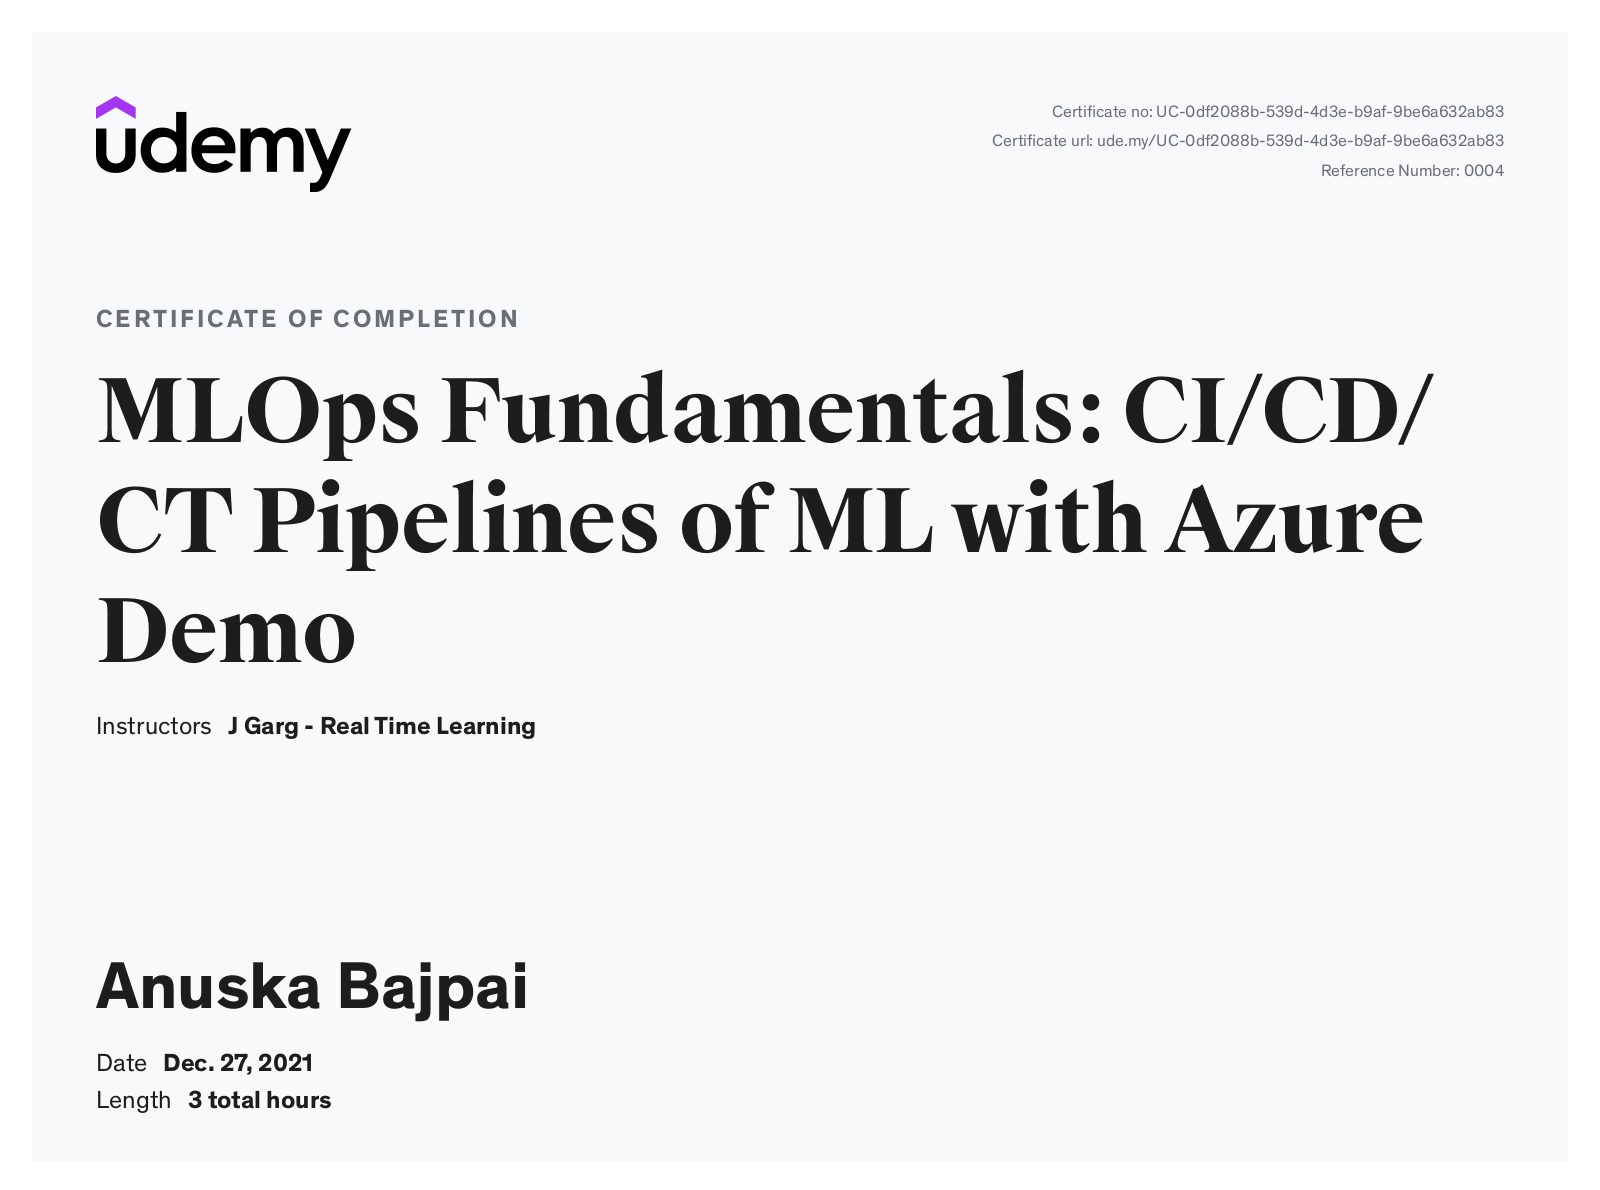 udemy
Certificate no: UC-0df2088b-539d-4d3e-b9af-9be6a632ab83
Certificate url: ude.my/UC-0df2088b-539d-4d3e-b9af-9be6a632ab83
Reference Number: 0004
CERTIFICATE OF COMPLETION
MLOps Fundamentals: CI/CD/
CT Pipelines of ML with Azure
Demo
Instructors J Garg - Real Time Learning
Anuska Bajpai
Date Dec. 27, 2021
Length 3 total hours